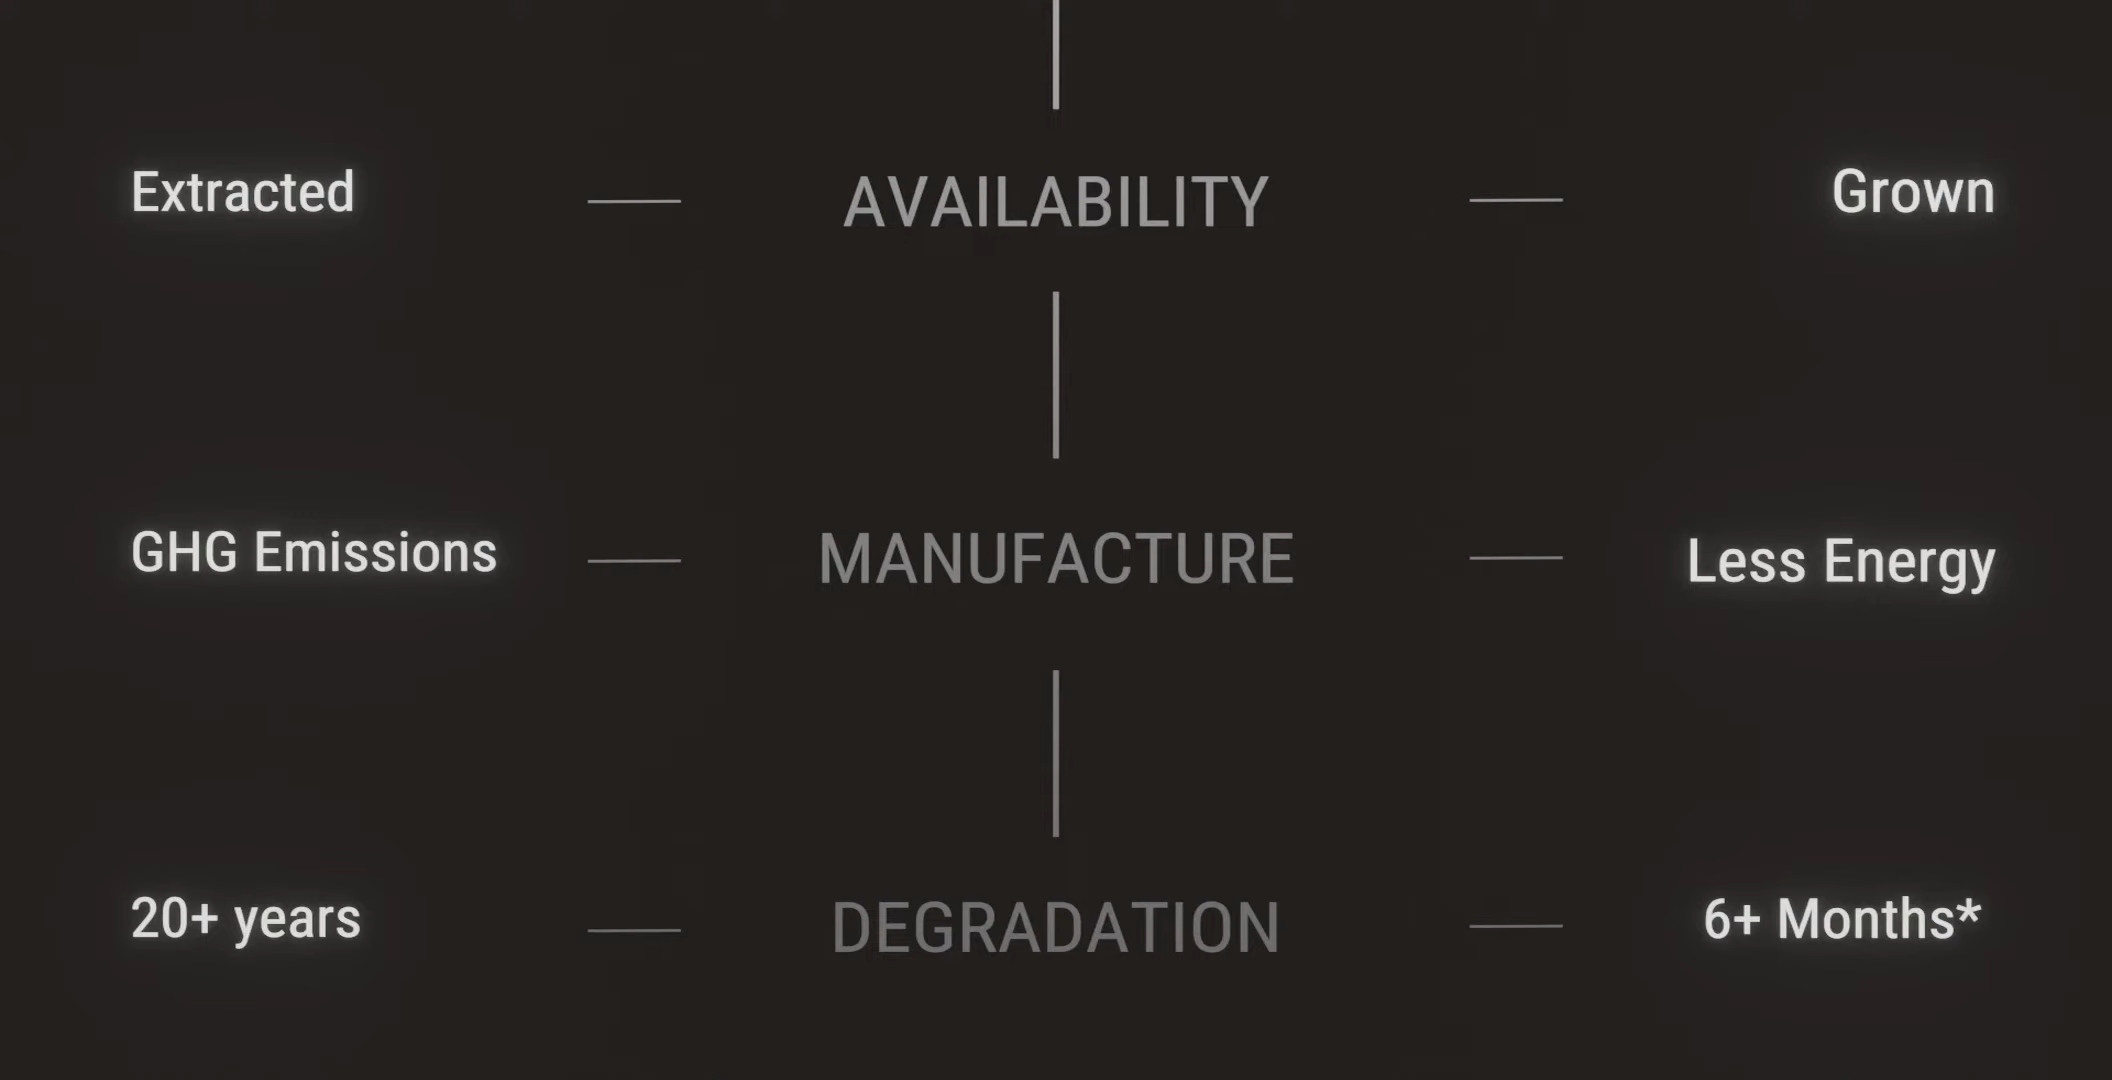 Extracted AVAILABILITY Grown
GHG Emissions MANUFACTURE Less Energy
20+ years DEGRADATION 6+ Months*